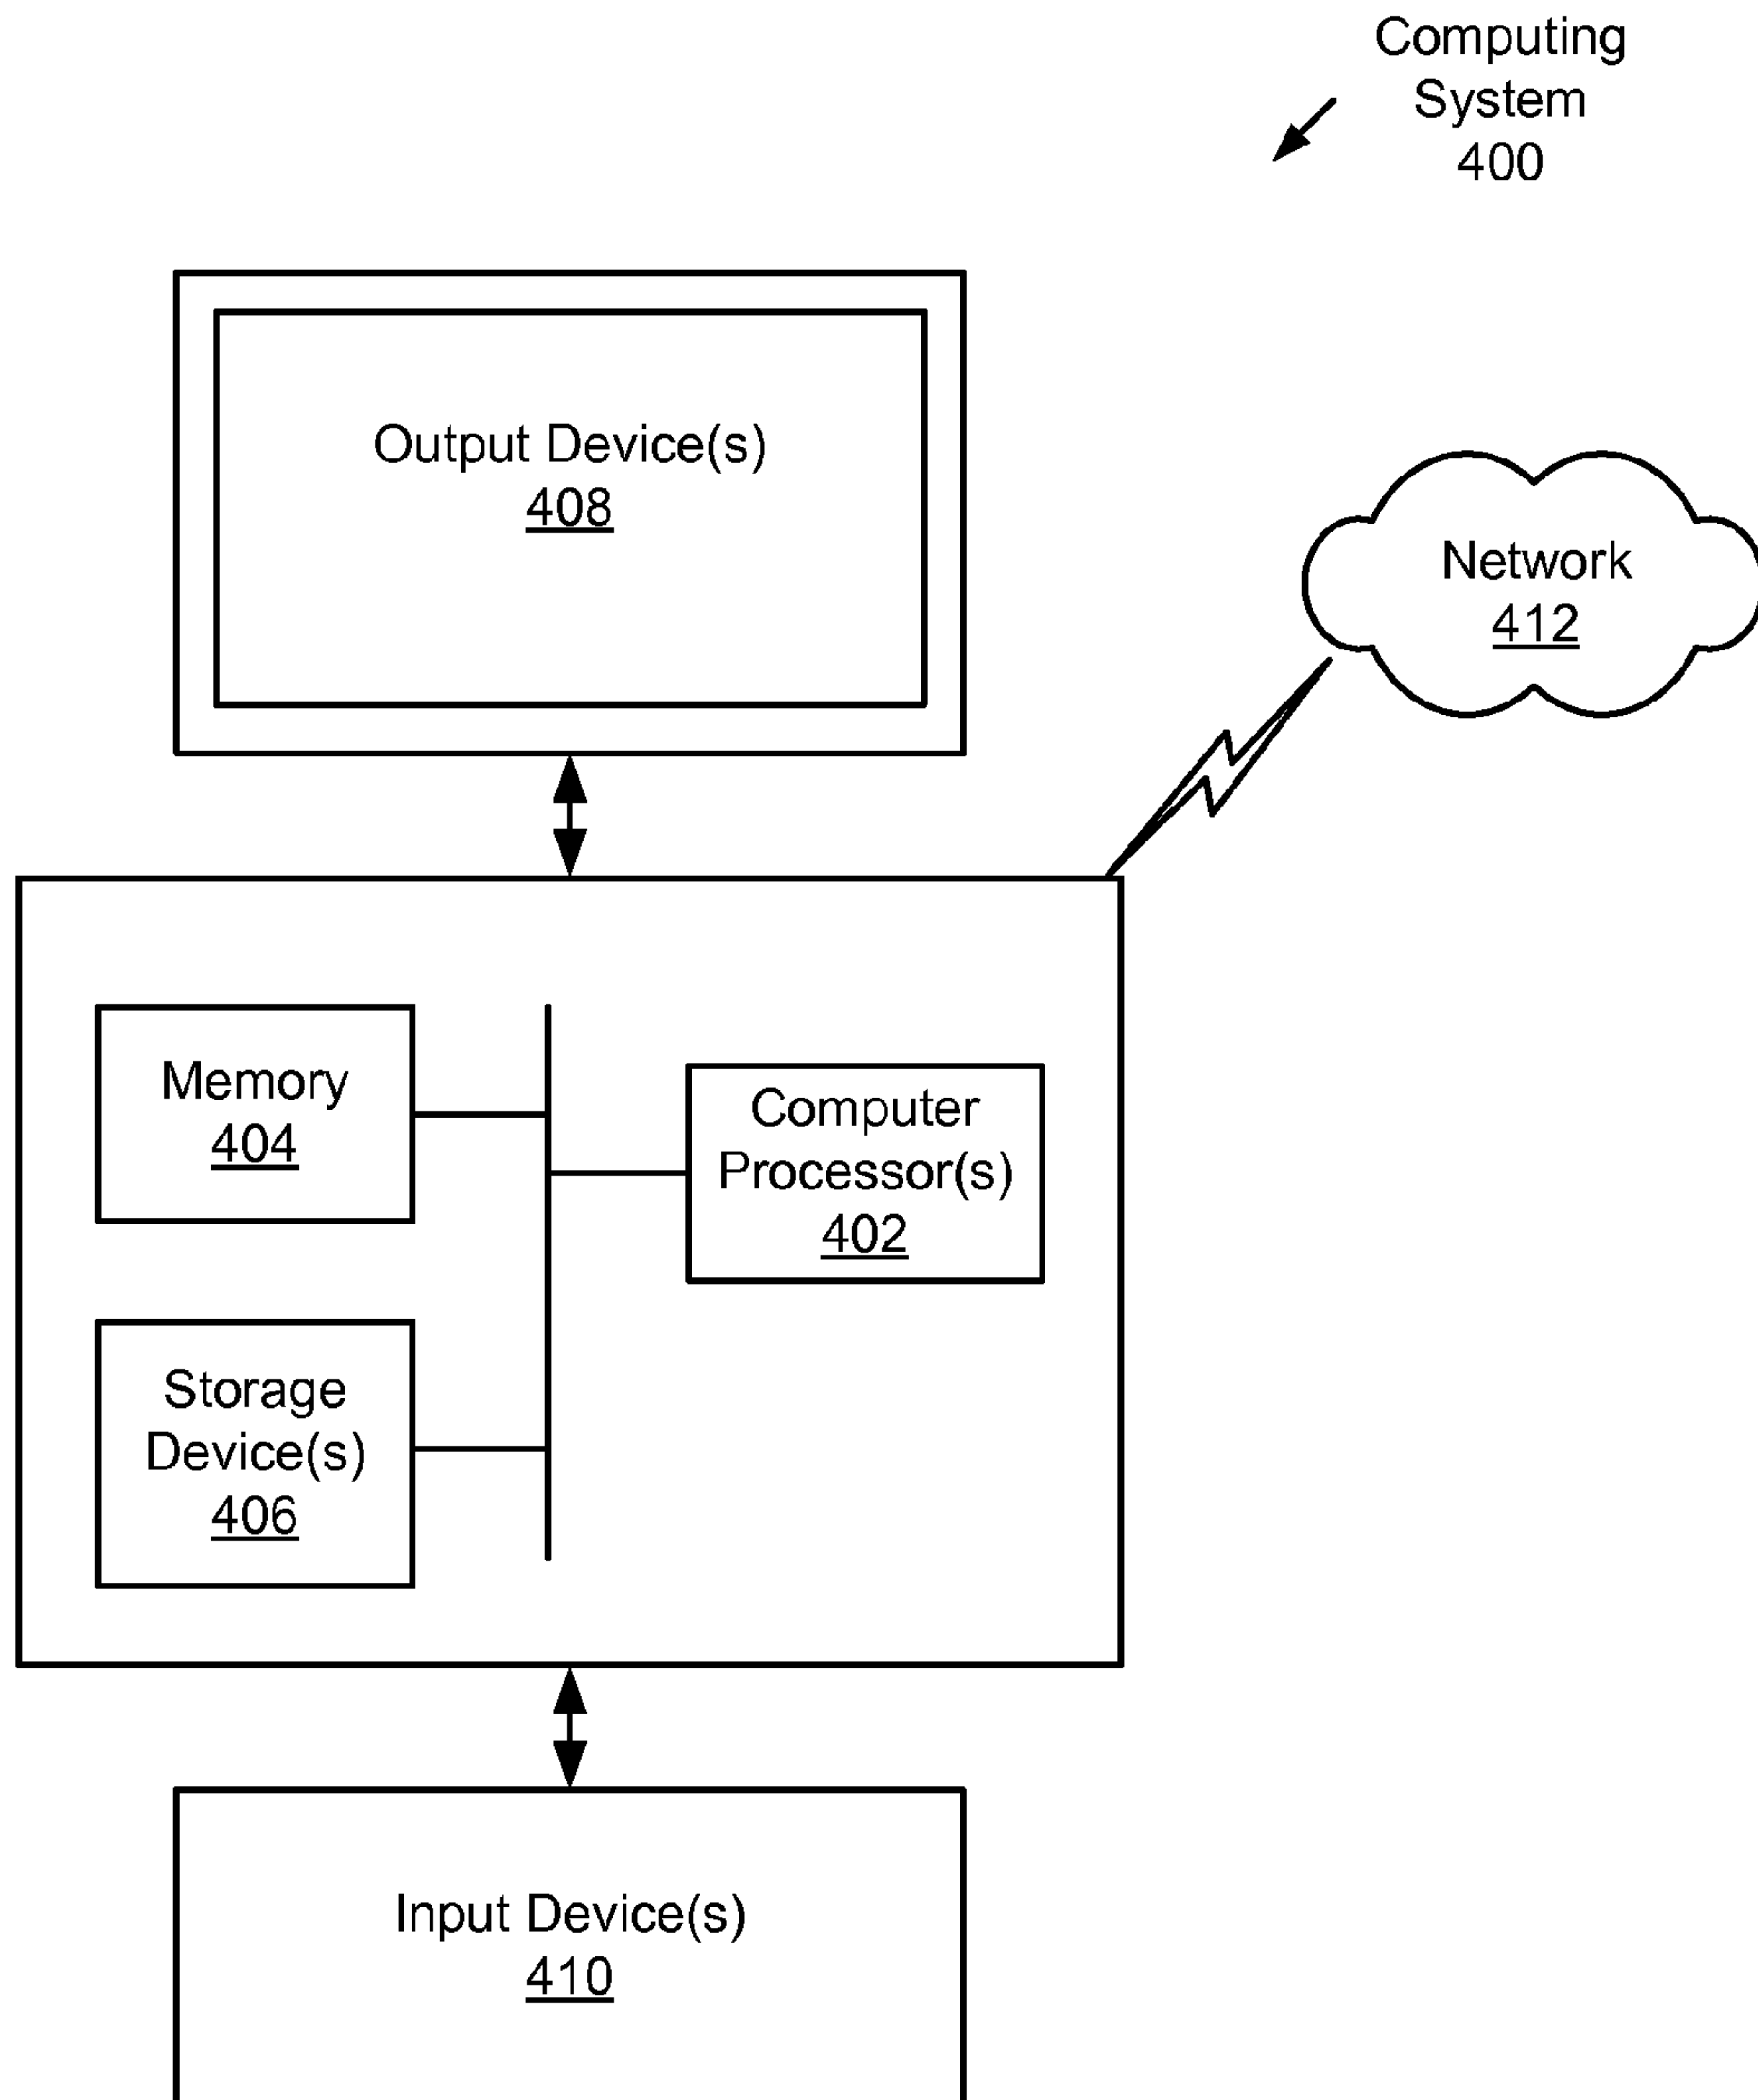 Computing
System
400
Output Device(s)
408
Network
412
Memory
404
Computer
Processor(s)
402
Storage
Device(s)
406
Input Device(s)
410